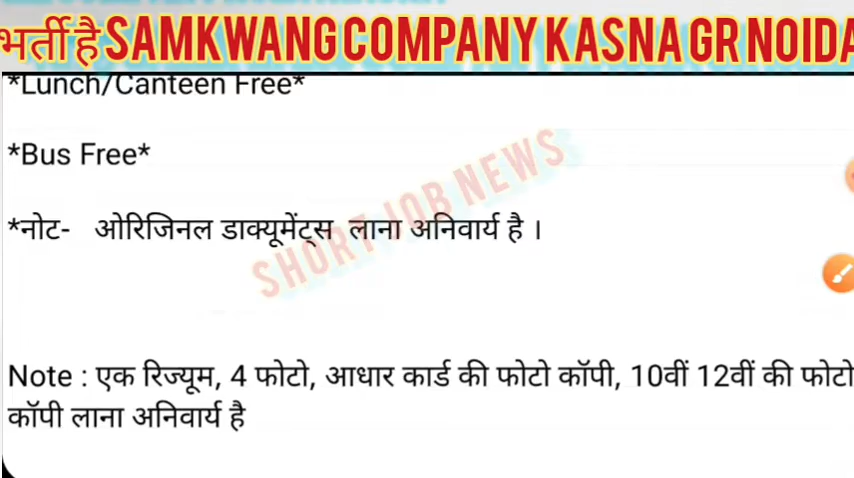 भर्ती है SAMKWANG COMPANY KASNA GR NOIDA
*Lunch/Canteen Free*
*Bus Free*
SHORT JOB NEWS
*नोट- ओरिजिनल डाक्यूमेंट्स लाना अनिवार्य है ।
Note : एक रिज्यूम, 4 फोटो, आधार कार्ड की फोटो कॉपी, 10वीं 12वीं की फोटो
कॉपी लाना अनिवार्य है